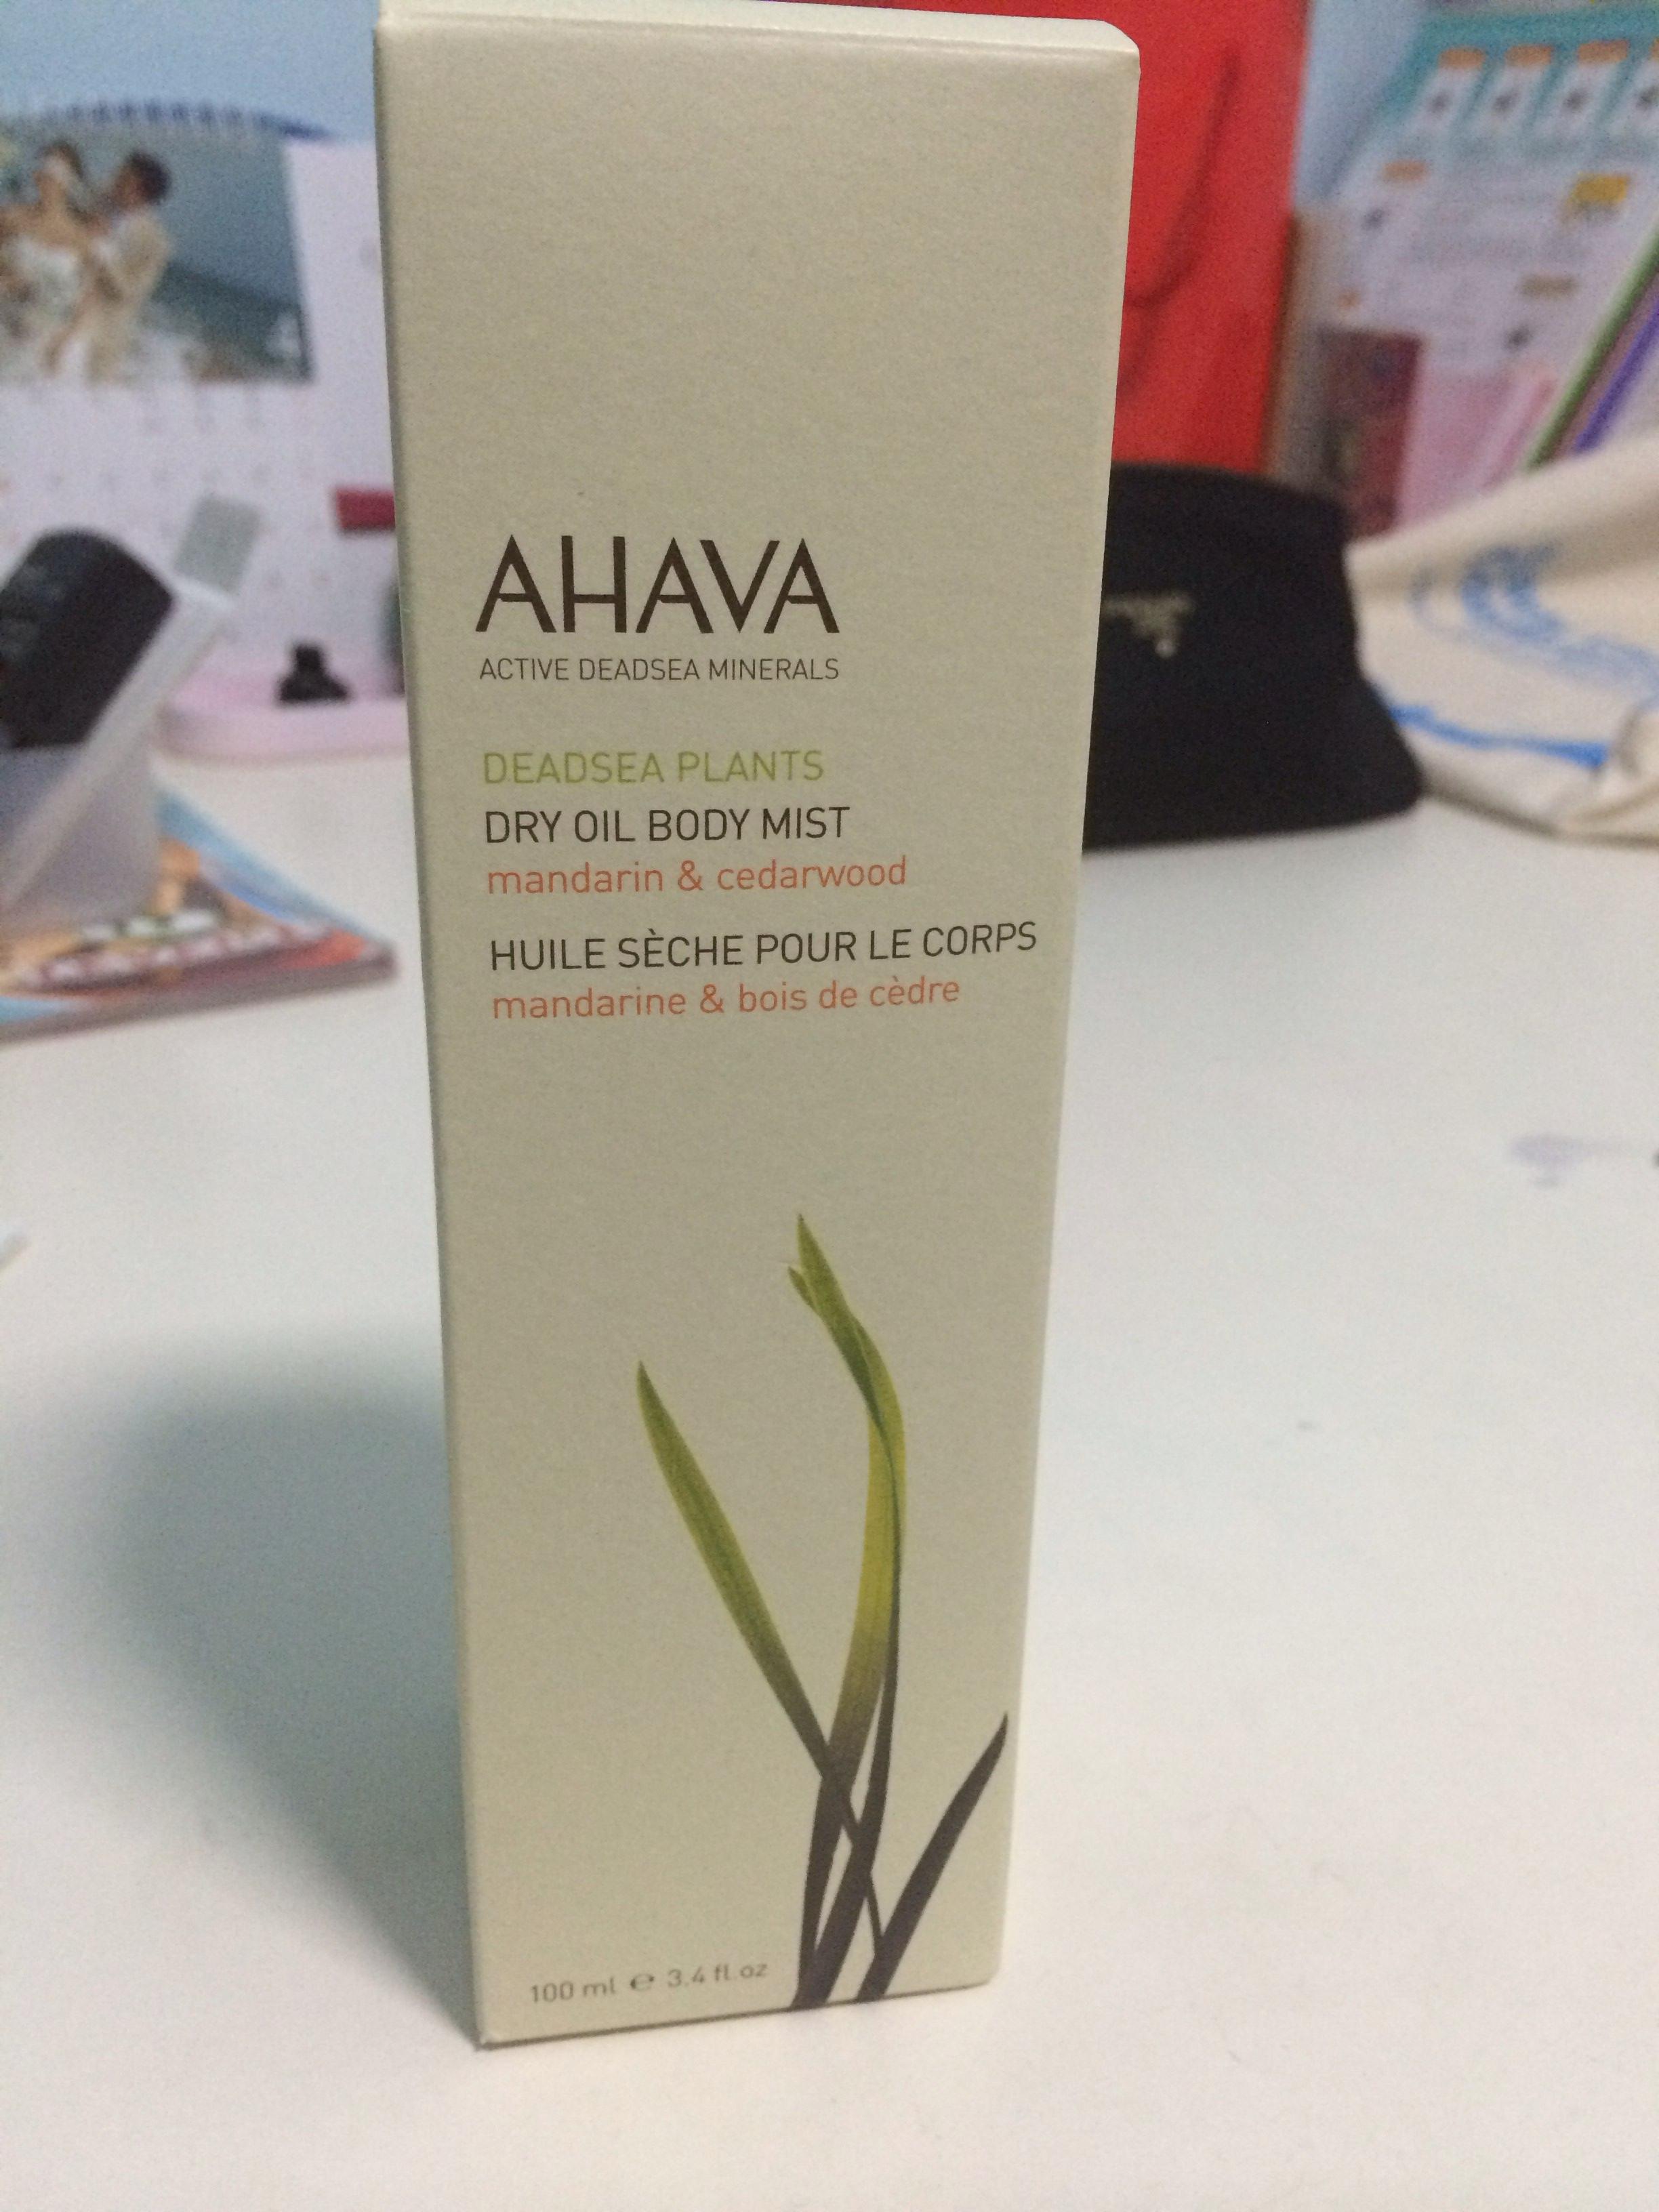 AHAVA
ACTIVE DEADSEA MINERALS
DEADSEA PLANTS
DRY OIL BODY MIST
mandarin & cedarwood
HUILE SÈCHE POUR LE CORPS
mandarine & bois de cèdre
100 ml ℮ 3.4 fl.oz